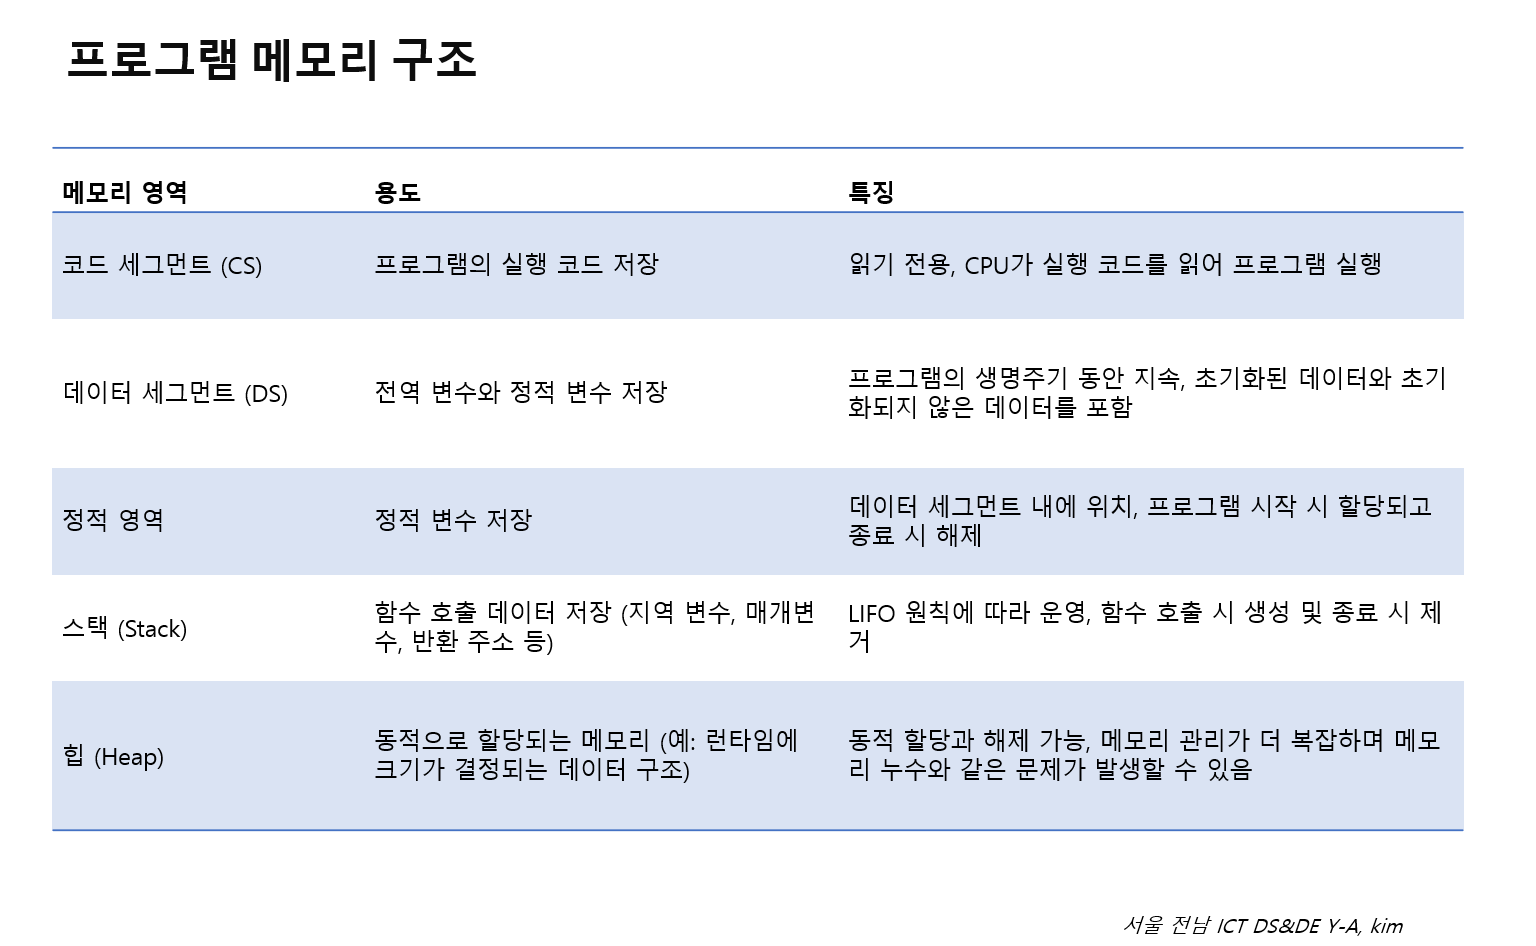 프로그램 메모리 구조
메모리 영역 용도 특징
코드 세그먼트 (CS) 프로그램의 실행 코드 저장 읽기 전용, CPU가 실행 코드를 읽어 프로그램 실행
데이터 세그먼트 (DS) 전역 변수와 정적 변수 저장 프로그램의 생명주기 동안 지속, 초기화된 데이터와 초기
화되지 않은 데이터를 포함
정적 영역 정적 변수 저장 데이터 세그먼트 내에 위치, 프로그램 시작 시 할당되고
종료 시 해제
스택 (Stack) 함수 호출 데이터 저장 (지역 변수, 매개변
수, 반환 주소 등) LIFO 원칙에 따라 운영, 함수 호출 시 생성 및 종료 시 제
거
힙 (Heap) 동적으로 할당되는 메모리 (예: 런타임에
크기가 결정되는 데이터 구조) 동적 할당과 해제 가능, 메모리 관리가 더 복잡하며 메모
리 누수와 같은 문제가 발생할 수 있음
서울 전남 ICT DS&DE Y-A, kim